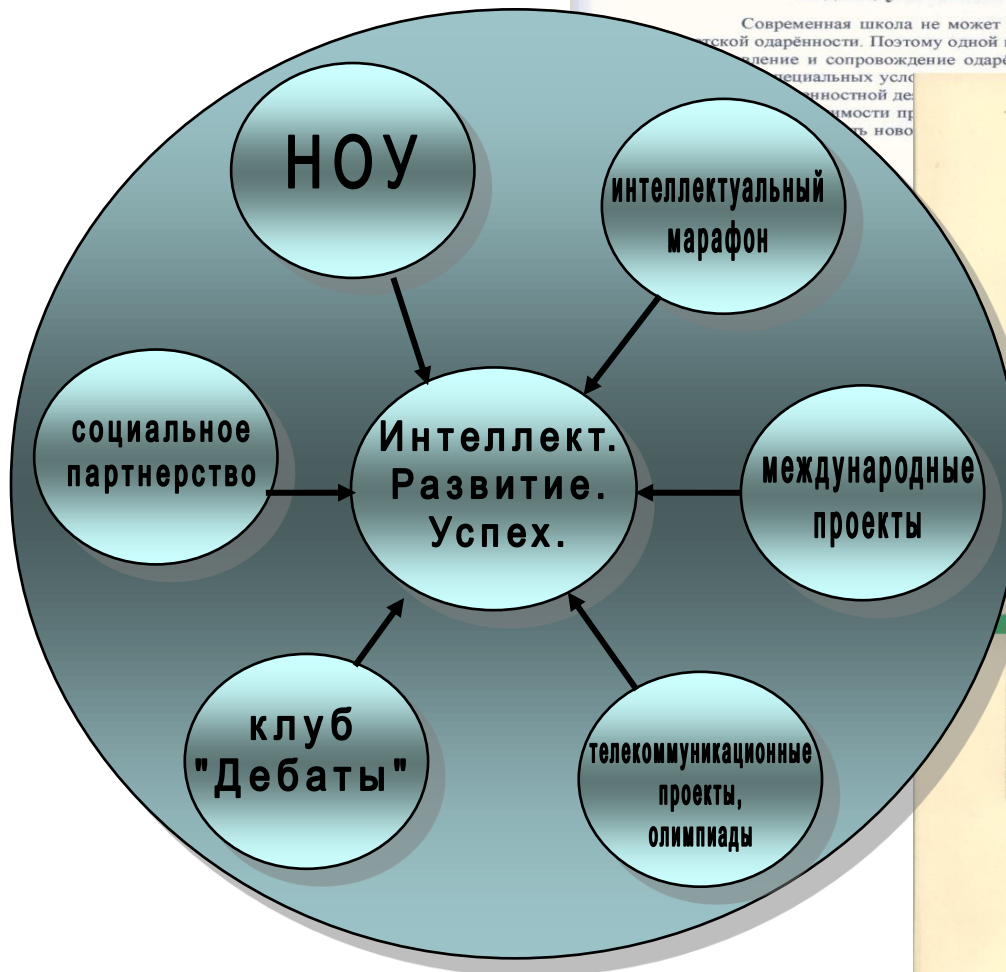 Современная школа не может
одарённости. Поэтому одной
и сопровождение
НОУ
интеллектуальный
марафон
социальное
партнерство
Интеллект.
Развитие.
Успех.
международные
проекты
клуб
"Дебаты"
телекоммуникационные
проекты,
олимпиады